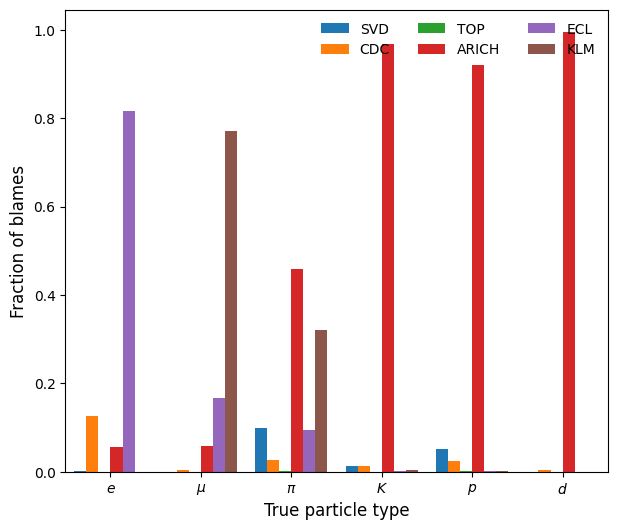 SVD TOP ECL
CDC ARICH KLM
1.0
0.8
0.6
0.4
0.2
0.0
Fraction of blames
e μ π K p d
True particle type